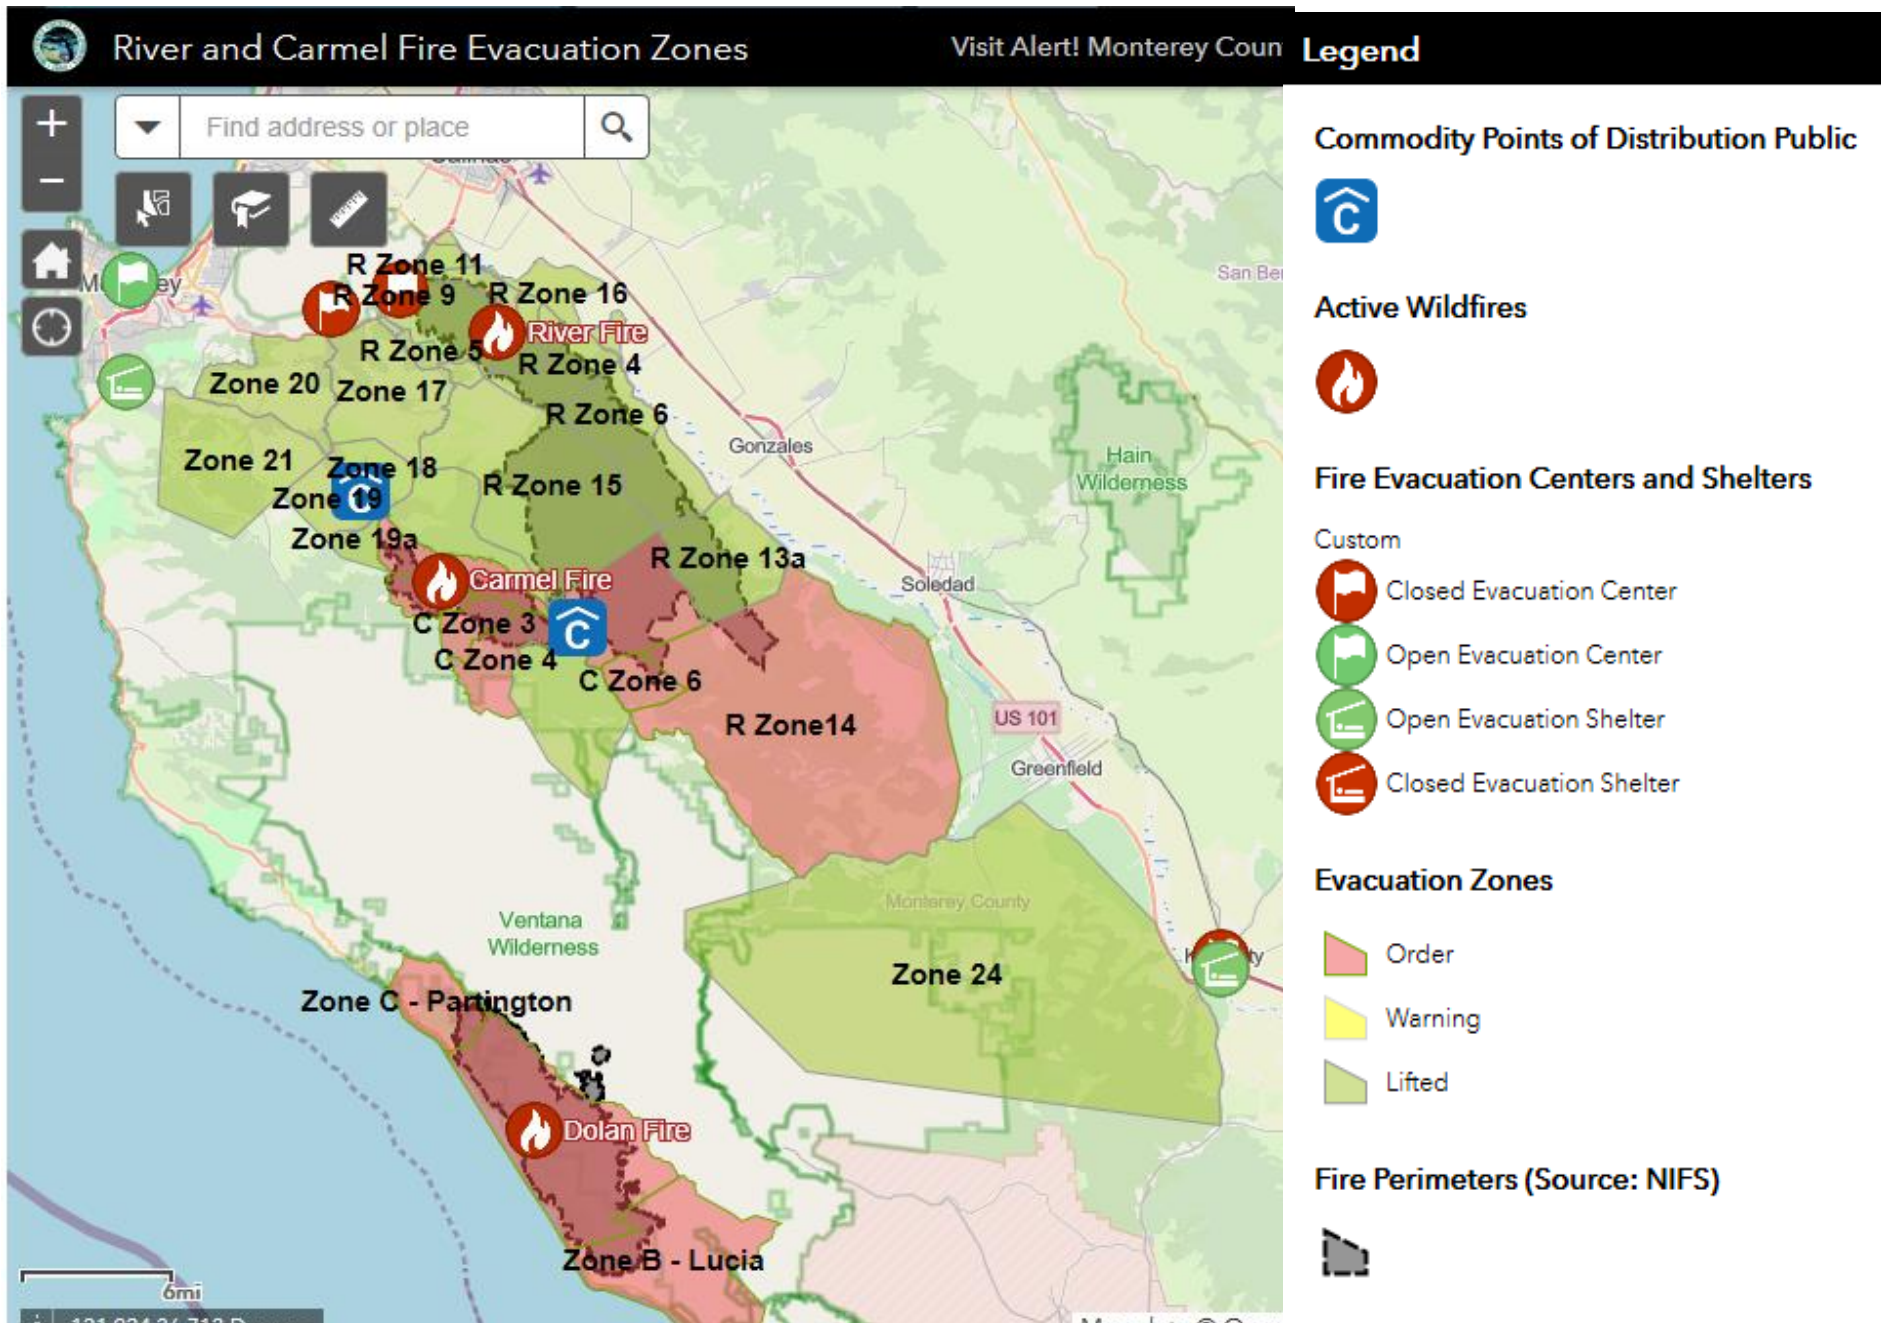 River and Carmel Fire Evacuation Zones
Visit Alert! Monterey Coun
Find address or place
R Zone 11
R Zone 9
R Zone 16
River Fire
R Zone 5
R Zone 4
Zone 20
Zone 17
R Zone 6
Gonzales
San Be
Hain
Wilderness
Zone 21
Zone 18
R Zone 15
Zone 19
Zone 19a
R Zone 13a
Carmel Fire
Soledad
C Zone 3
C
C Zone 4
C Zone 6
R Zone14
US 101
Greenfield
Monterey County
Ventana
Wilderness
Zone 24
Zone C - Partington
Dolan Fire
Zone B - Lucia
6mi
Legend
Commodity Points of Distribution Public
C
Active Wildfires
Fire Evacuation Centers and Shelters
Custom
Closed Evacuation Center
Open Evacuation Center
Open Evacuation Shelter
Closed Evacuation Shelter
Evacuation Zones
Order
Warning
Lifted
Fire Perimeters (Source: NIFS)